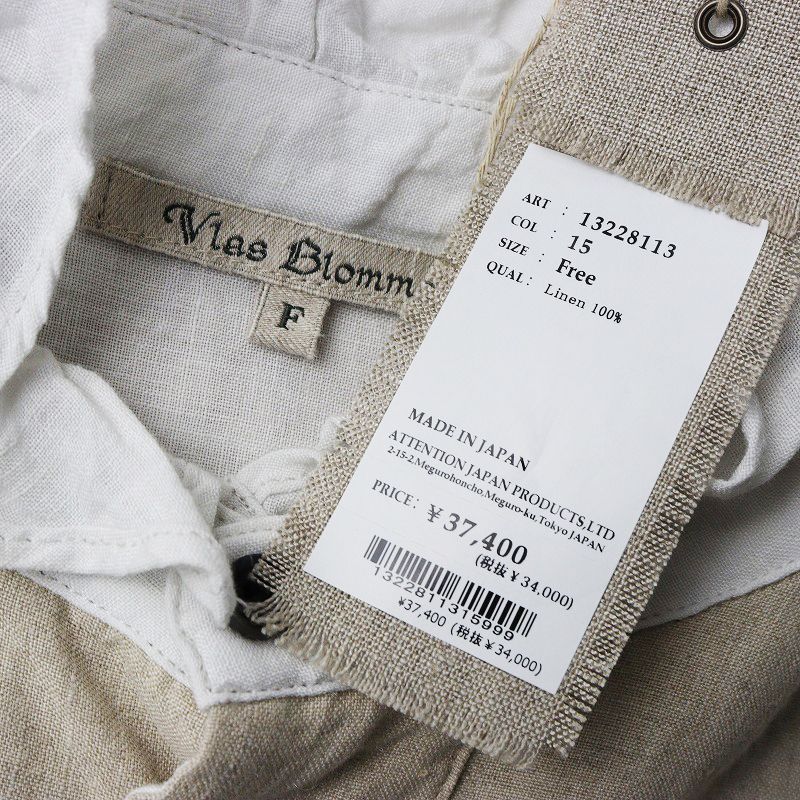 Vlas Blomm
F
ART : 13228113
COL : 15
SIZE : Free
QUAL: Linen 100%
MADE IN JAPAN
ATTENTION JAPAN PRODUCTS,LTD
2-15-2,Megurohoncho,Meguro-ku,Tokyo JAPAN
PRICE: ¥37,400
(税抜¥34,000)
1322811315999
¥37,400 (税抜¥34,000)